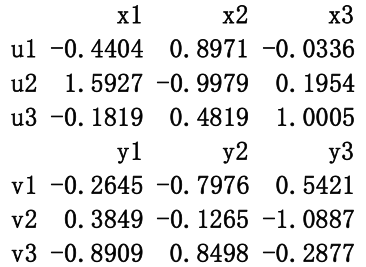 x1 x2 x3
u1 -0.4404 0.8971 -0.0336
u2 1.5927 -0.9979 0.1954
u3 -0.1819 0.4819 1.0005
y1 y2 y3
v1 -0.2645 -0.7976 0.5421
v2 0.3849 -0.1265 -1.0887
v3 -0.8909 0.8498 -0.2877